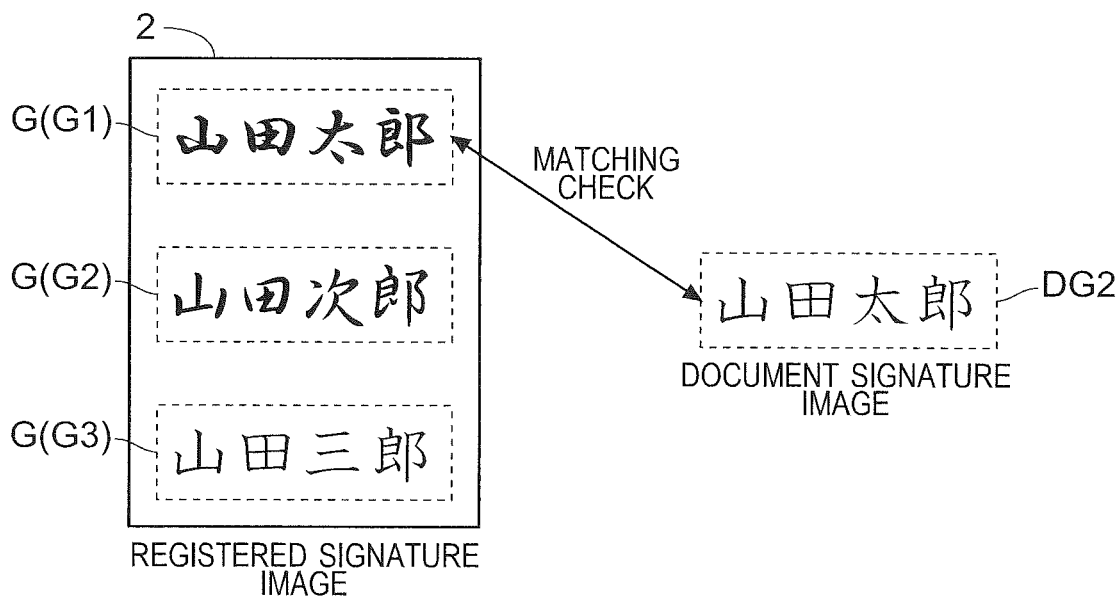 2
G(G1)
山田太郎
MATCHING
CHECK
G(G2)
山田次郎
山田太郎
DG2
DOCUMENT SIGNATURE
IMAGE
G(G3)
山田三郎
REGISTERED SIGNATURE
IMAGE